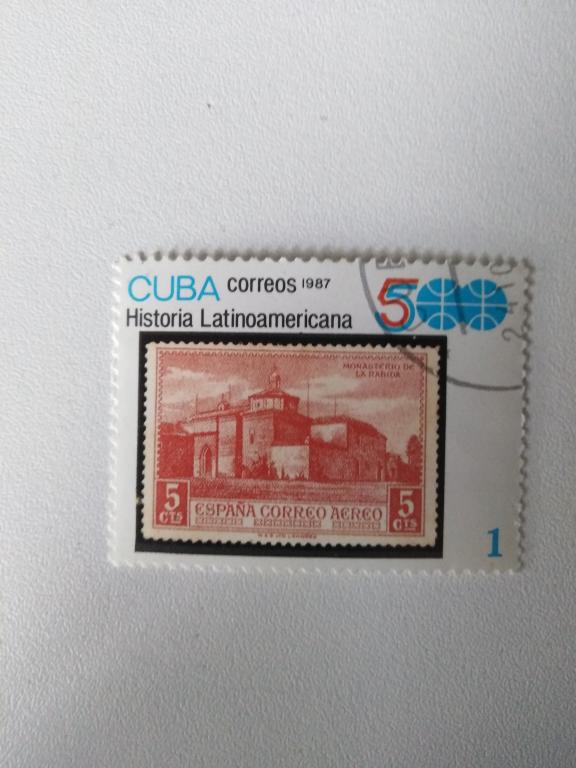 CUBA correos 1987
500
Historia Latinoamericana
MONASTERIO DE
LA RABIDA
5
CTS
ESPAÑA CORREO AEREO
5
CTS
1